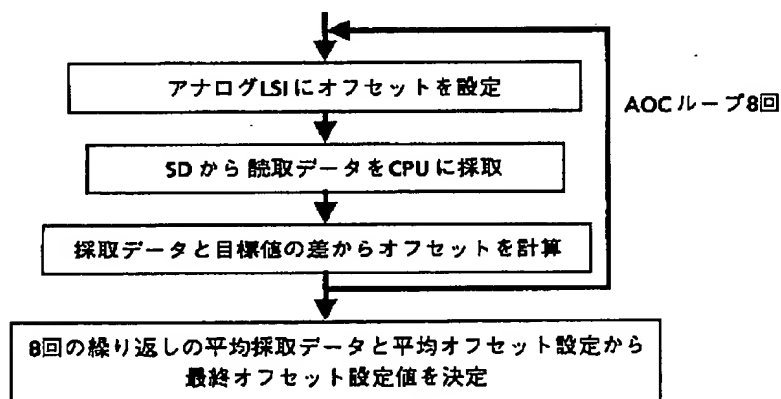 アナログLSIにオフセットを設定
AOCループ8回
SDから読取データをCPUに採取
採取データと目標値の差からオフセットを計算
8回の繰り返しの平均採取データと平均オフセット設定から
最終オフセット設定値を決定